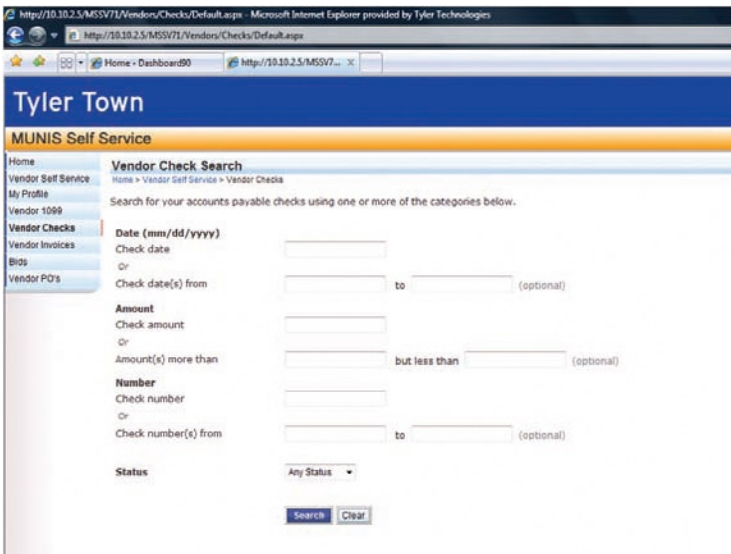 http://10.10.2.5/MSSV71/Vendors/Checks/Default.aspx - Microsoft Internet Explorer provided by Tyler Technologies
http://10.10.2.5/MSSV71/Vendors/Checks/Default.aspx
Home - Dashboard90 http://10.10.2.5/MSSV7... X
Tyler Town
MUNIS Self Service
Home
Vendor Self Service
My Profile
Vendor 1099
Vendor Checks
Vendor Invoices
Bids
Vendor PO's
Vendor Check Search
Home > Vendor Self Service > Vendor Checks
Search for your accounts payable checks using one or more of the categories below.
Date (mm/dd/yyyy)
Check date
Or
Check date(s) from to (optional)
Amount
Check amount
Or
Amount(s) more than but less than (optional)
Number
Check number
Or
Check number(s) from to (optional)
Status Any Status
Search Clear